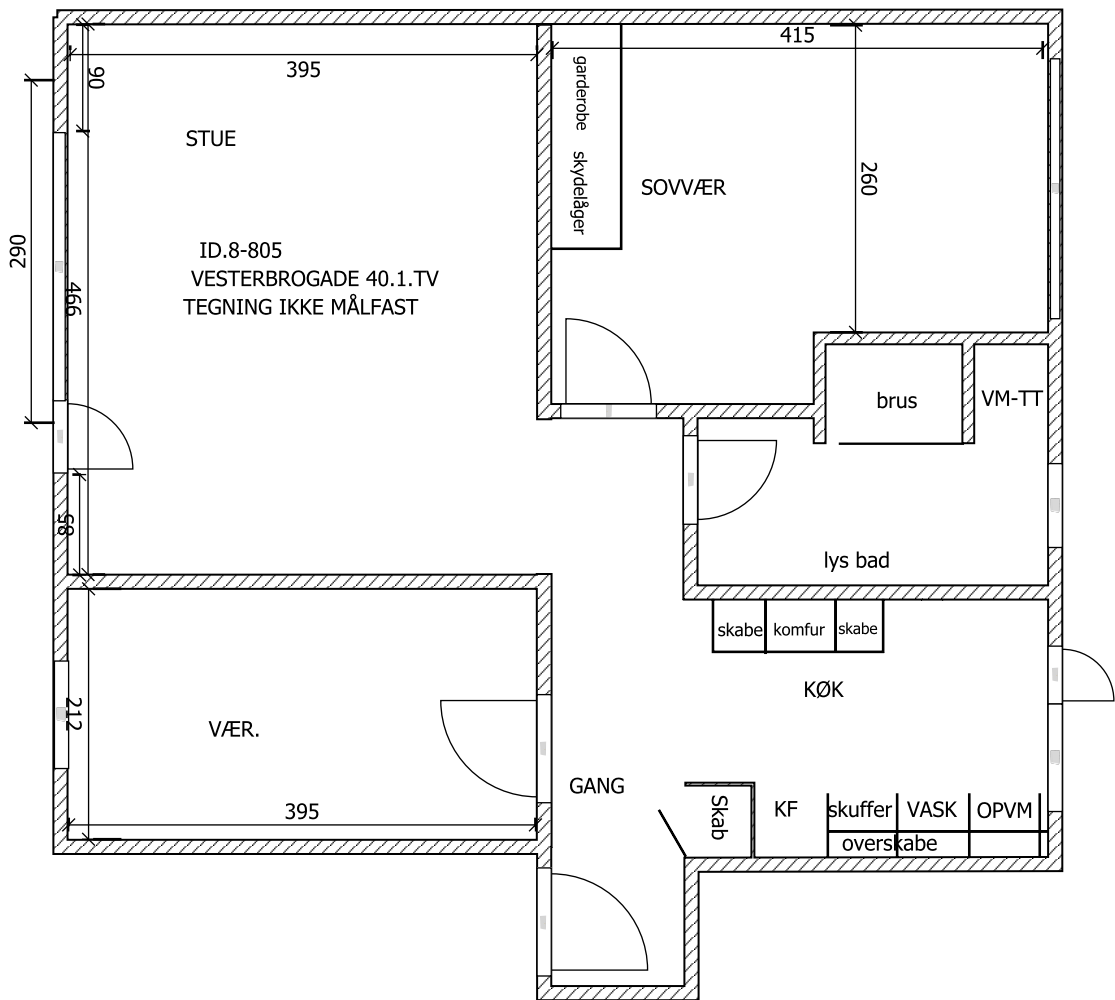 415
395
90
garderobe skydelåger
STUE
260
SOVVÆR
290
ID.8-805
VESTERBROGADE 40.1.TV
466
TEGNING IKKE MÅLFAST
brus
VM-TT
85
lys bad
skabe
komfur
skabe
KØK
212
VÆR.
GANG
395
Skab
KF
skuffer
VASK
OPVM
overskabe